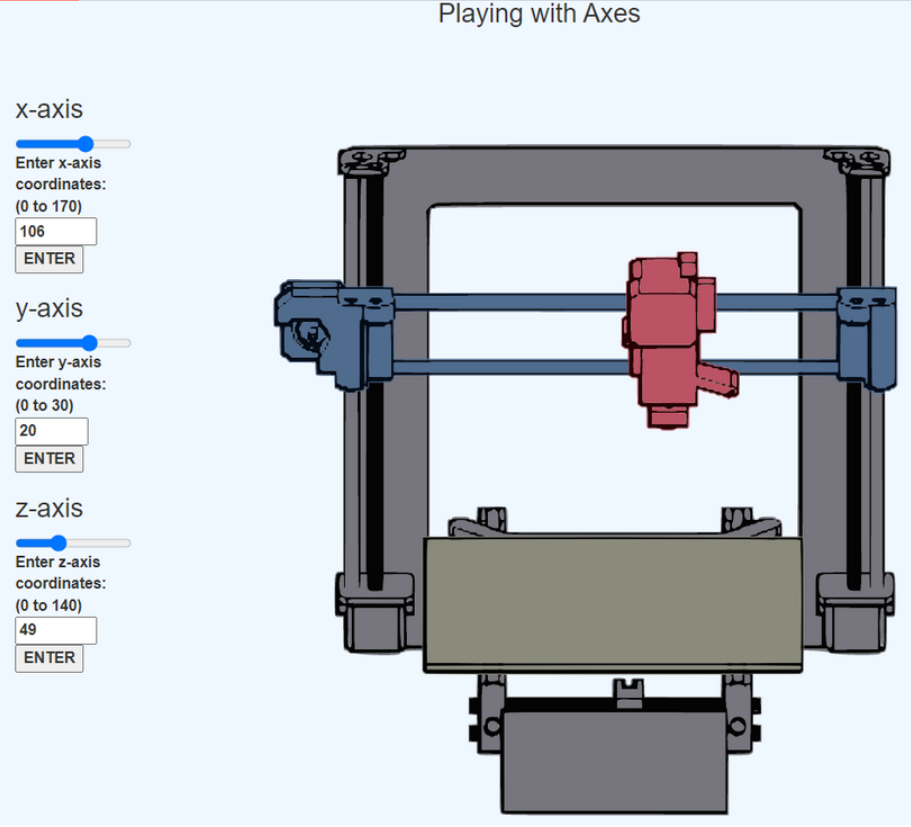 Playing with Axes
x-axis
Enter x-axis
coordinates:
(0 to 170)
106
ENTER
y-axis
Enter y-axis
coordinates:
(0 to 30)
20
ENTER
z-axis
Enter z-axis
coordinates:
(0 to 140)
49
ENTER